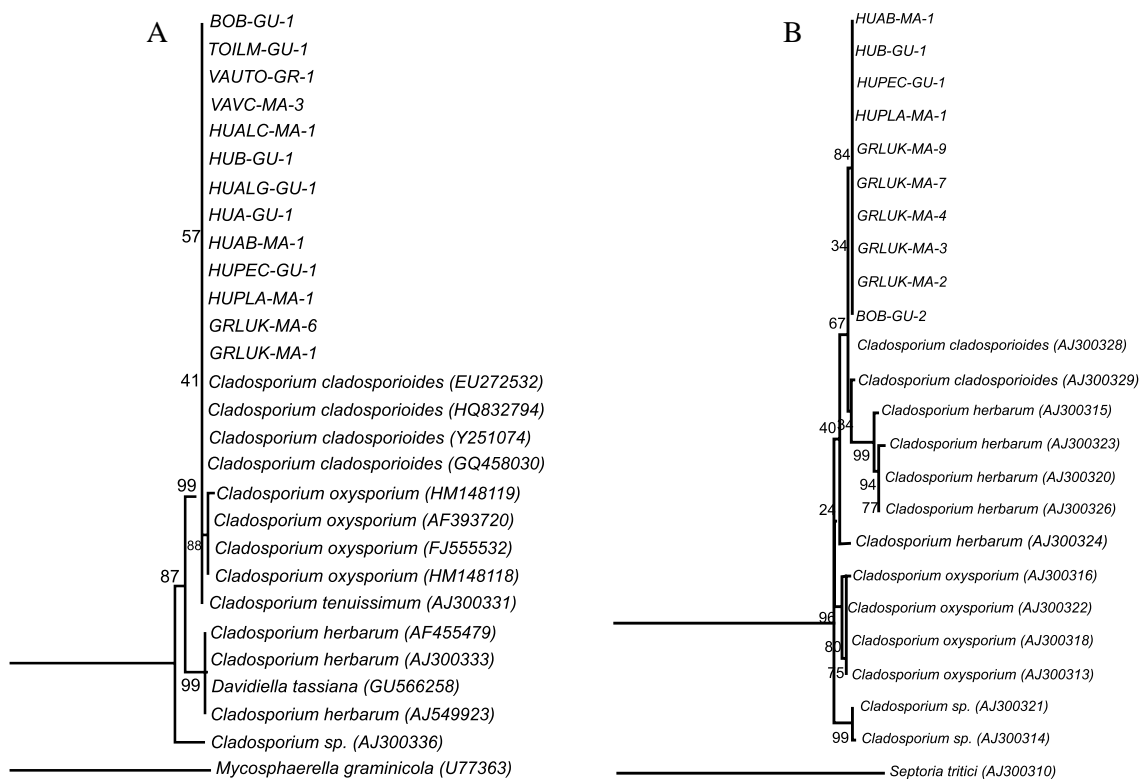 A
BOB-GU-1
TOILM-GU-1
VAUTO-GR-1
VAVC-MA-3
HUALC-MA-1
HUB-GU-1
HUALG-GU-1
HUA-GU-1
57
HUAB-MA-1
HUPEC-GU-1
HUPLA-MA-1
GRLUK-MA-6
GRLUK-MA-1
41
Cladosporium cladosporioides (EU272532)
Cladosporium cladosporioides (HQ832794)
Cladosporium cladosporioides (Y251074)
Cladosporium cladosporioides (GQ458030)
99
Cladosporium oxysporium (HM148119)
Cladosporium oxysporium (AF393720)
88
Cladosporium oxysporium (FJ555532)
87
Cladosporium oxysporium (HM148118)
Cladosporium tenuissimum (AJ300331)
Cladosporium herbarum (AF455479)
Cladosporium herbarum (AJ300333)
99
Davidiella tassiana (GU566258)
Cladosporium herbarum (AJ549923)
Cladosporium sp. (AJ300336)
Mycosphaerella graminicola (U77363)
B
HUAB-MA-1
HUB-GU-1
HUPEC-GU-1
HUPLA-MA-1
84
GRLUK-MA-9
GRLUK-MA-7
GRLUK-MA-4
34
GRLUK-MA-3
GRLUK-MA-2
BOB-GU-2
67
Cladosporium cladosporioides (AJ300328)
Cladosporium cladosporioides (AJ300329)
Cladosporium herbarum (AJ300315)
40
34
Cladosporium herbarum (AJ300323)
99
Cladosporium herbarum (AJ300320)
94
Cladosporium herbarum (AJ300326)
77
24
Cladosporium herbarum (AJ300324)
Cladosporium oxysporium (AJ300316)
Cladosporium oxysporium (AJ300322)
96
Cladosporium oxysporium (AJ300318)
80
Cladosporium oxysporium (AJ300313)
75
Cladosporium sp. (AJ300321)
Cladosporium sp. (AJ300314)
99
Septoria tritici (AJ300310)